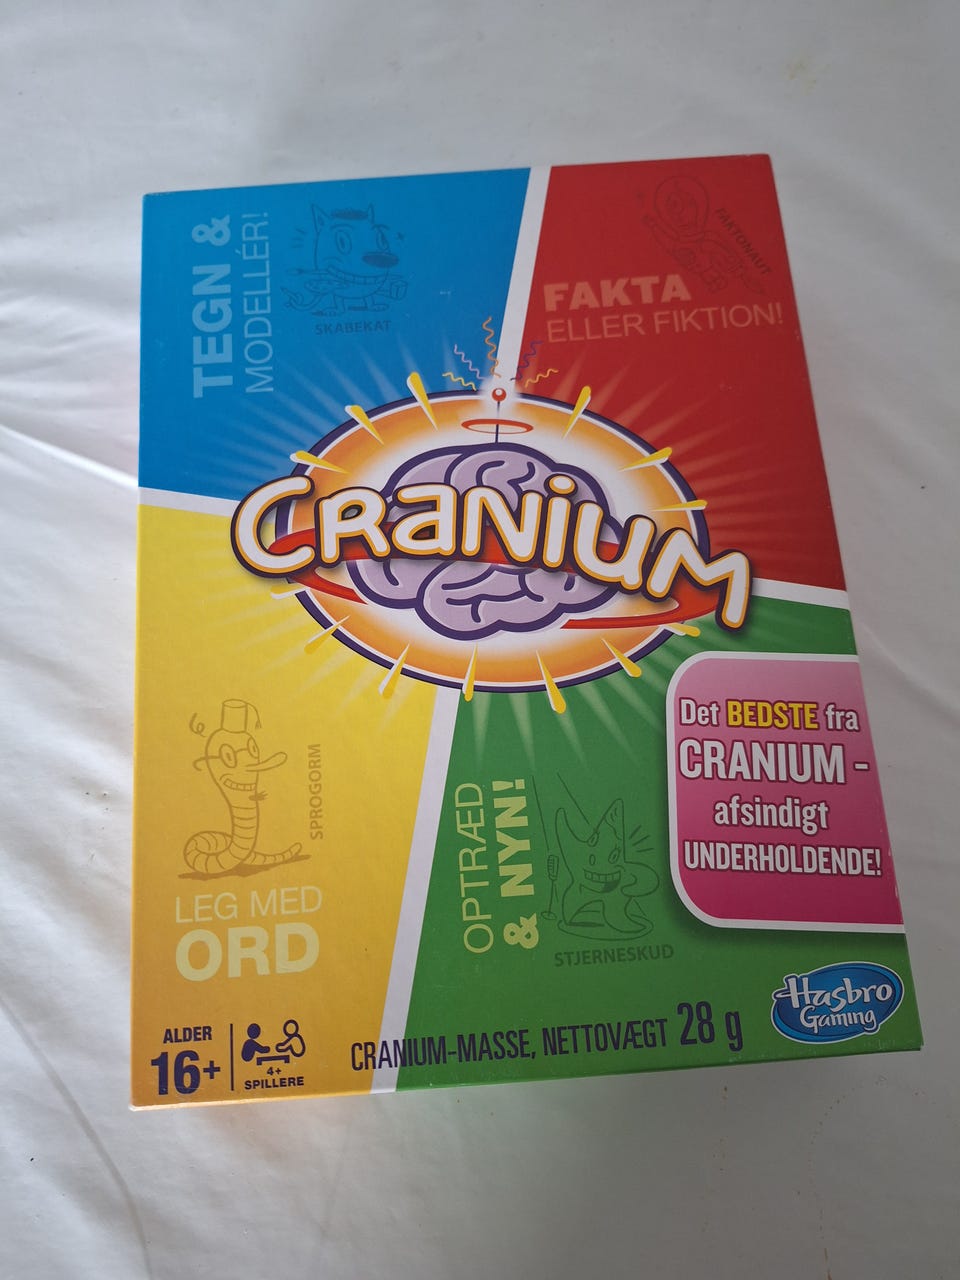 TEGN &
MODELLÉR!
SKABEKAT
FAKTONAUT
FAKTA
ELLER FIKTION!
CRANIUM
SPROGORM
LEG MED
ORD
OPTRÆD
& NYN!
STJERNESKUD
Det BEDSTE fra
CRANIUM -
afsindigt
UNDERHOLDENDE!
Hasbro
Gaming
ALDER
16+
4+
SPILLERE
CRANIUM-MASSE, NETTOVÆGT 28 g